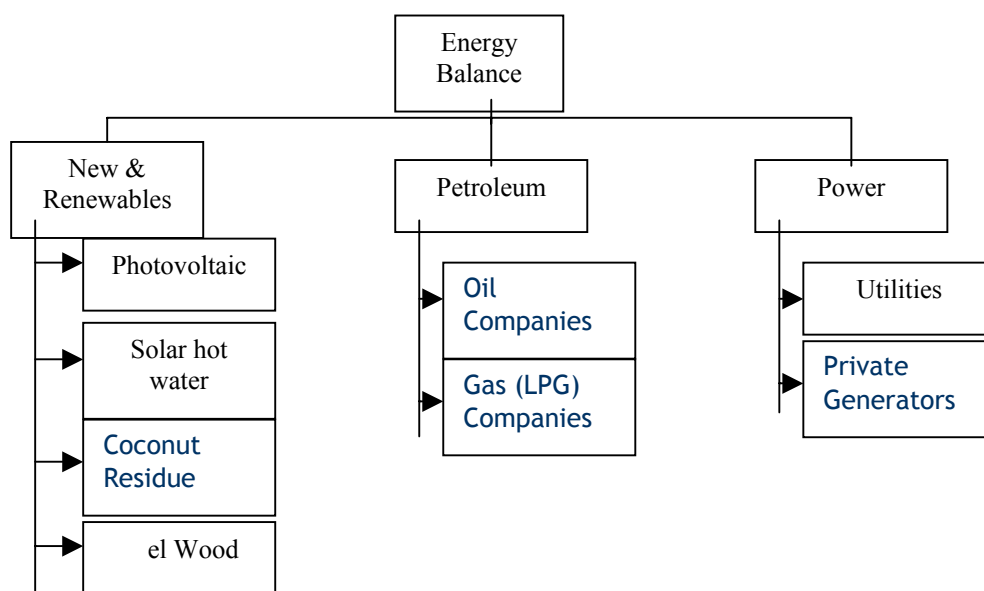 Energy
Balance
New &
Renewables
Petroleum
Power
Photovoltaic
Solar hot
water
Coconut
Residue
el Wood
Oil
Companies
Gas (LPG)
Companies
Utilities
Private
Generators